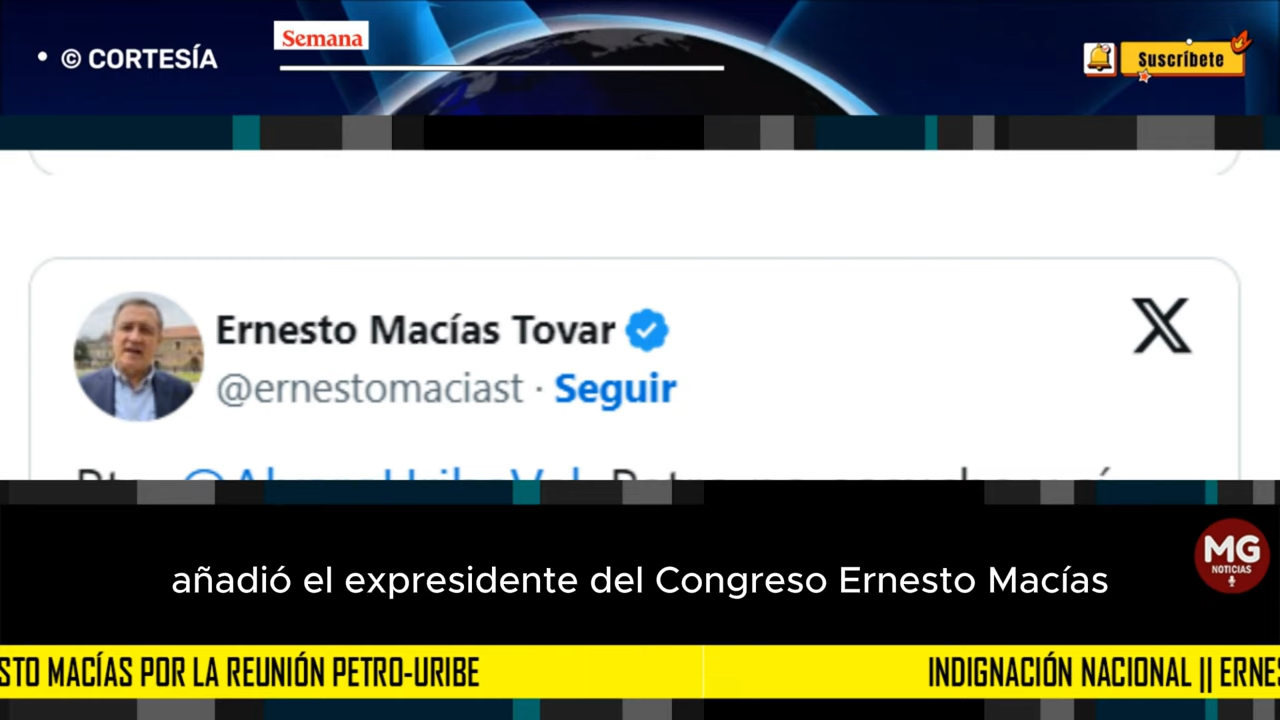 • © CORTESÍA
Semana
Suscríbete
Ernesto Macías Tovar
@ernestomaciast · Seguir
añadió el expresidente del Congreso Ernesto Macías
MG
NOTICIAS
STO MACÍAS POR LA REUNIÓN PETRO-URIBE
INDIGNACIÓN NACIONAL || ERNES